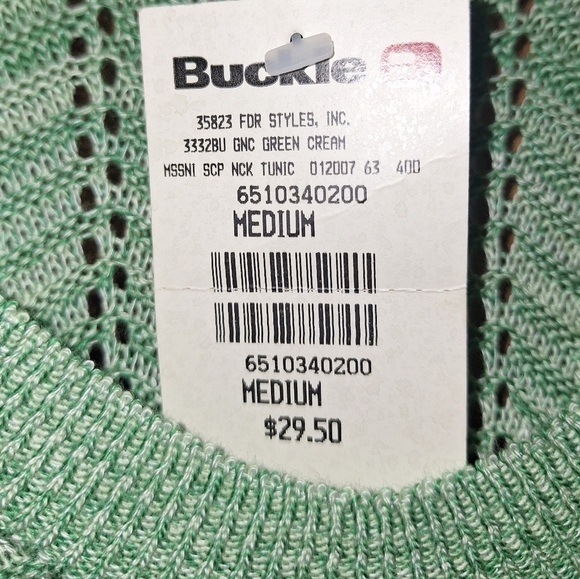 Buckle B
35823 FDR STYLES, INC.
3332BU GNC GREEN CREAM
MSSNI SCP NCK TUNIC 012007 63 400
6510340200
MEDIUM
6510340200
MEDIUM
$29.50